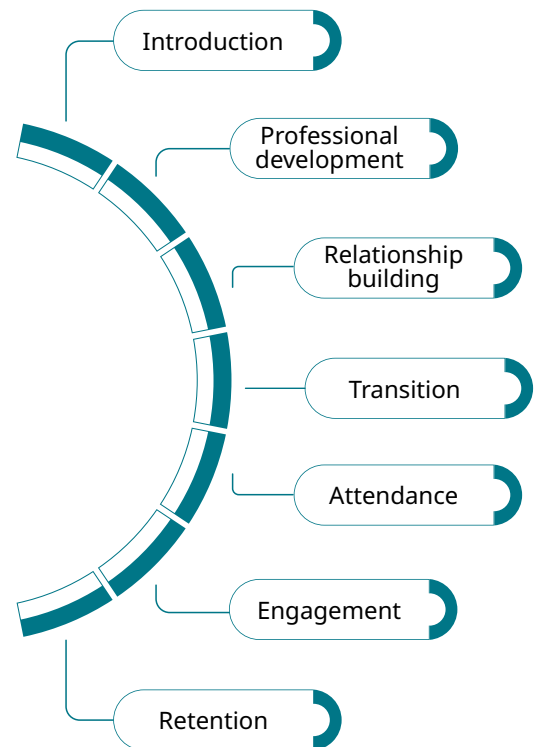 Introduction
Professional
development
Relationship
building
Transition
Attendance
Engagement
Retention